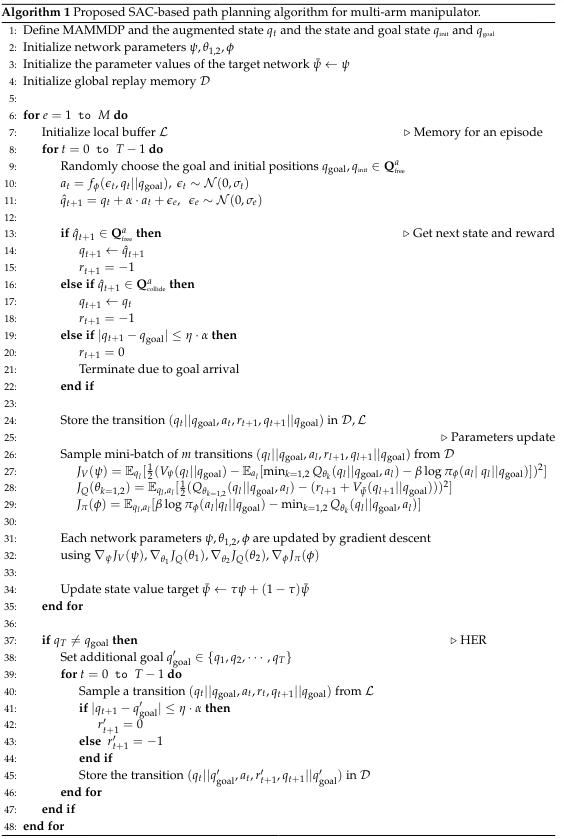 Algorithm 1 Proposed SAC-based path planning algorithm for multi-arm manipulator.
1: Define MAMMDP and the augmented state q_t and the state and goal state q_init and q_goal
2: Initialize network parameters ψ, θ_{1,2}, ϕ
3: Initialize the parameter values of the target network ψ̄ ← ψ
4: Initialize global replay memory 𝒟
5:
6: for e = 1 to M do
7: Initialize local buffer ℒ ▷ Memory for an episode
8: for t = 0 to T − 1 do
9: Randomly choose the goal and initial positions q_goal, q_init ∈ Q^a_free
10: a_t = f_ϕ(ϵ_t, q_t||q_goal), ϵ_t ∼ 𝒩(0, σ_t)
11: q̂_{t+1} = q_t + α · a_t + ϵ_e, ϵ_e ∼ 𝒩(0, σ_e)
12:
13: if q̂_{t+1} ∈ Q^a_free then ▷ Get next state and reward
14: q_{t+1} ← q̂_{t+1}
15: r_{t+1} = −1
16: else if q̂_{t+1} ∈ Q^a_collide then
17: q_{t+1} ← q_t
18: r_{t+1} = −1
19: else if |q_{t+1} − q_goal| ≤ η · α then
20: r_{t+1} = 0
21: Terminate due to goal arrival
22: end if
23:
24: Store the transition (q_t||q_goal, a_t, r_{t+1}, q_{t+1}||q_goal) in 𝒟, ℒ
25: ▷ Parameters update
26: Sample mini-batch of m transitions (q_l||q_goal, a_l, r_{l+1}, q_{l+1}||q_goal) from 𝒟
27: J_V(ψ) = 𝔼_{q_l}[½(V_ψ(q_l||q_goal) − 𝔼_{a_l}[min_{k=1,2} Q_{θ_k}(q_l||q_goal, a_l) − β log π_ϕ(a_l| q_l||q_goal)])²]
28: J_Q(θ_{k=1,2}) = 𝔼_{q_l,a_l}[½(Q_{θ_{k=1,2}}(q_l||q_goal, a_l) − (r_{l+1} + V_ψ̄(q_{l+1}||q_goal)))²]
29: J_π(ϕ) = 𝔼_{q_l,a_l}[β log π_ϕ(a_l|q_l||q_goal) − min_{k=1,2} Q_{θ_k}(q_l||q_goal, a_l)]
30:
31: Each network parameters ψ, θ_{1,2}, ϕ are updated by gradient descent
32: using ∇_ψ J_V(ψ), ∇_{θ_1} J_Q(θ_1), ∇_{θ_2} J_Q(θ_2), ∇_ϕ J_π(ϕ)
33:
34: Update state value target ψ̄ ← τψ + (1 − τ)ψ̄
35: end for
36:
37: if q_T ≠ q_goal then ▷ HER
38: Set additional goal q′_goal ∈ {q_1, q_2, · · · , q_T}
39: for t = 0 to T − 1 do
40: Sample a transition (q_t||q_goal, a_t, r_t, q_{t+1}||q_goal) from ℒ
41: if |q_{t+1} − q′_goal| ≤ η · α then
42: r′_{t+1} = 0
43: else r′_{t+1} = −1
44: end if
45: Store the transition (q_t||q′_goal, a_t, r′_{t+1}, q_{t+1}||q′_goal) in 𝒟
46: end for
47: end if
48: end for